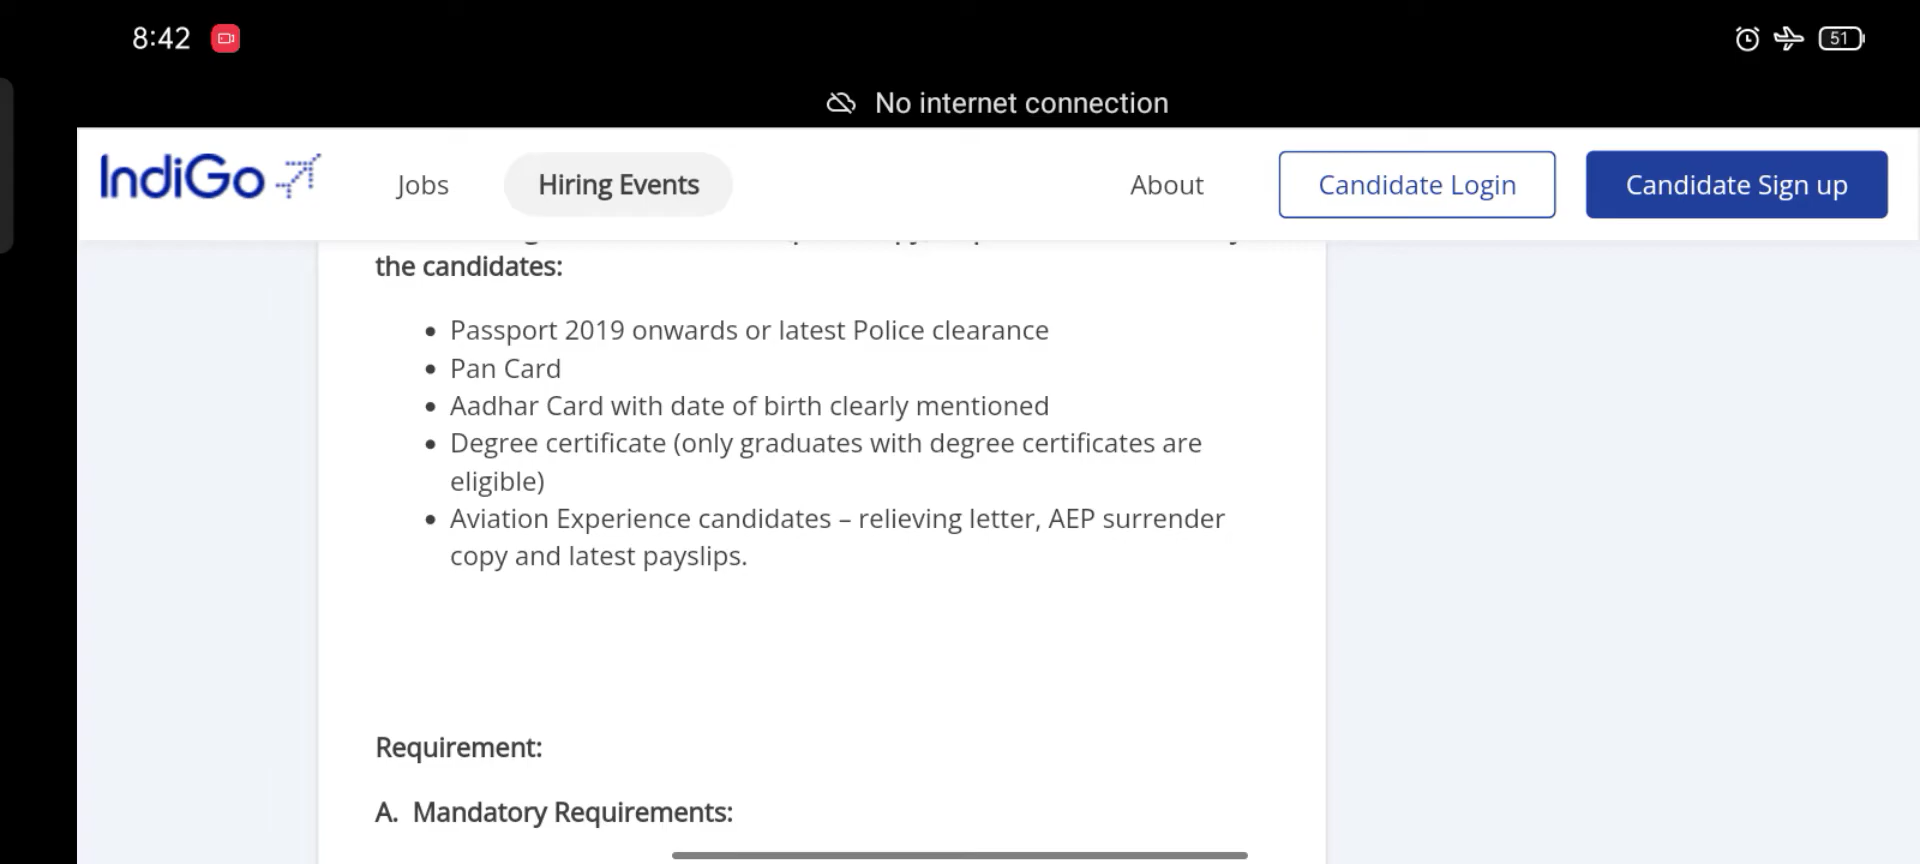 8:42
51
No internet connection
IndiGo
Jobs
Hiring Events
About
Candidate Login
Candidate Sign up
the candidates:
• Passport 2019 onwards or latest Police clearance
• Pan Card
• Aadhar Card with date of birth clearly mentioned
• Degree certificate (only graduates with degree certificates are
eligible)
• Aviation Experience candidates – relieving letter, AEP surrender
copy and latest payslips.
Requirement:
A. Mandatory Requirements: